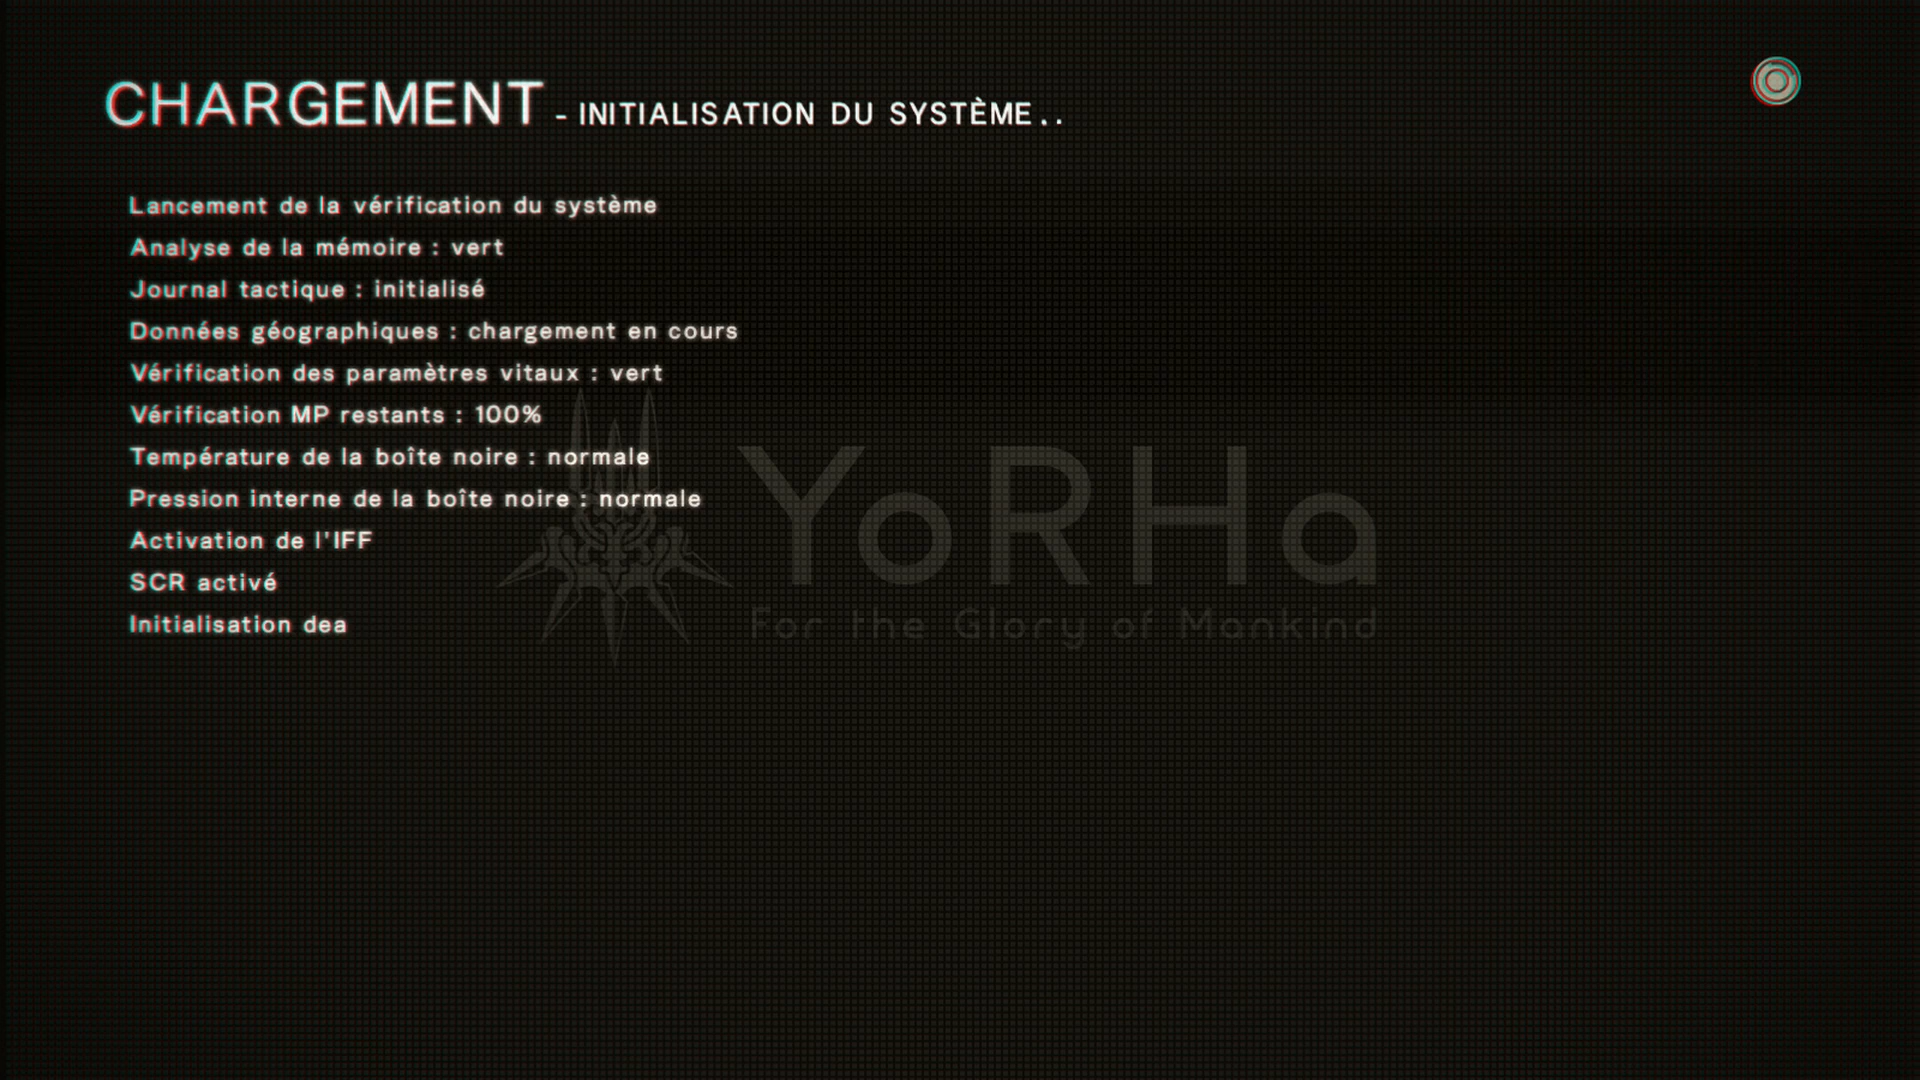 CHARGEMENT - INITIALISATION DU SYSTÈME..
Lancement de la vérification du système
Analyse de la mémoire : vert
Journal tactique : initialisé
Données géographiques : chargement en cours
Vérification des paramètres vitaux : vert
Vérification MP restants : 100%
Température de la boîte noire : normale
Pression interne de la boîte noire : normale
Activation de l'IFF
SCR activé
Initialisation dea
YoRHa
For the Glory of Mankind